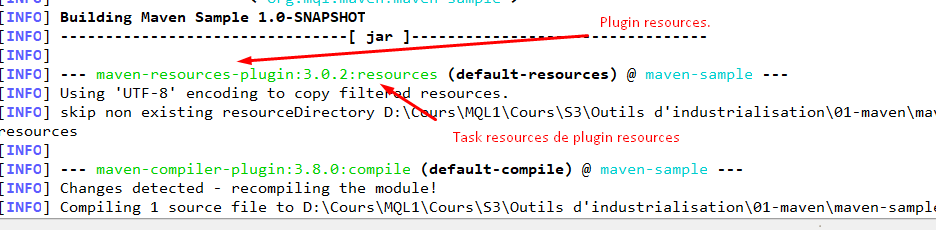 [INFO] Building Maven Sample 1.0-SNAPSHOT
Plugin resources.
[INFO] --------------------------------[ jar ]---------------------------------
[INFO]
[INFO] --- maven-resources-plugin:3.0.2:resources (default-resources) @ maven-sample ---
[INFO] Using 'UTF-8' encoding to copy filtered resources.
[INFO] skip non existing resourceDirectory D:\Cours\MQL1\Cours\S3\Outils d'industrialisation\01-maven\mav
resources
Task resources de plugin resources
[INFO]
[INFO] --- maven-compiler-plugin:3.8.0:compile (default-compile) @ maven-sample ---
[INFO] Changes detected - recompiling the module!
[INFO] Compiling 1 source file to D:\Cours\MQL1\Cours\S3\Outils d'industrialisation\01-maven\maven-sample